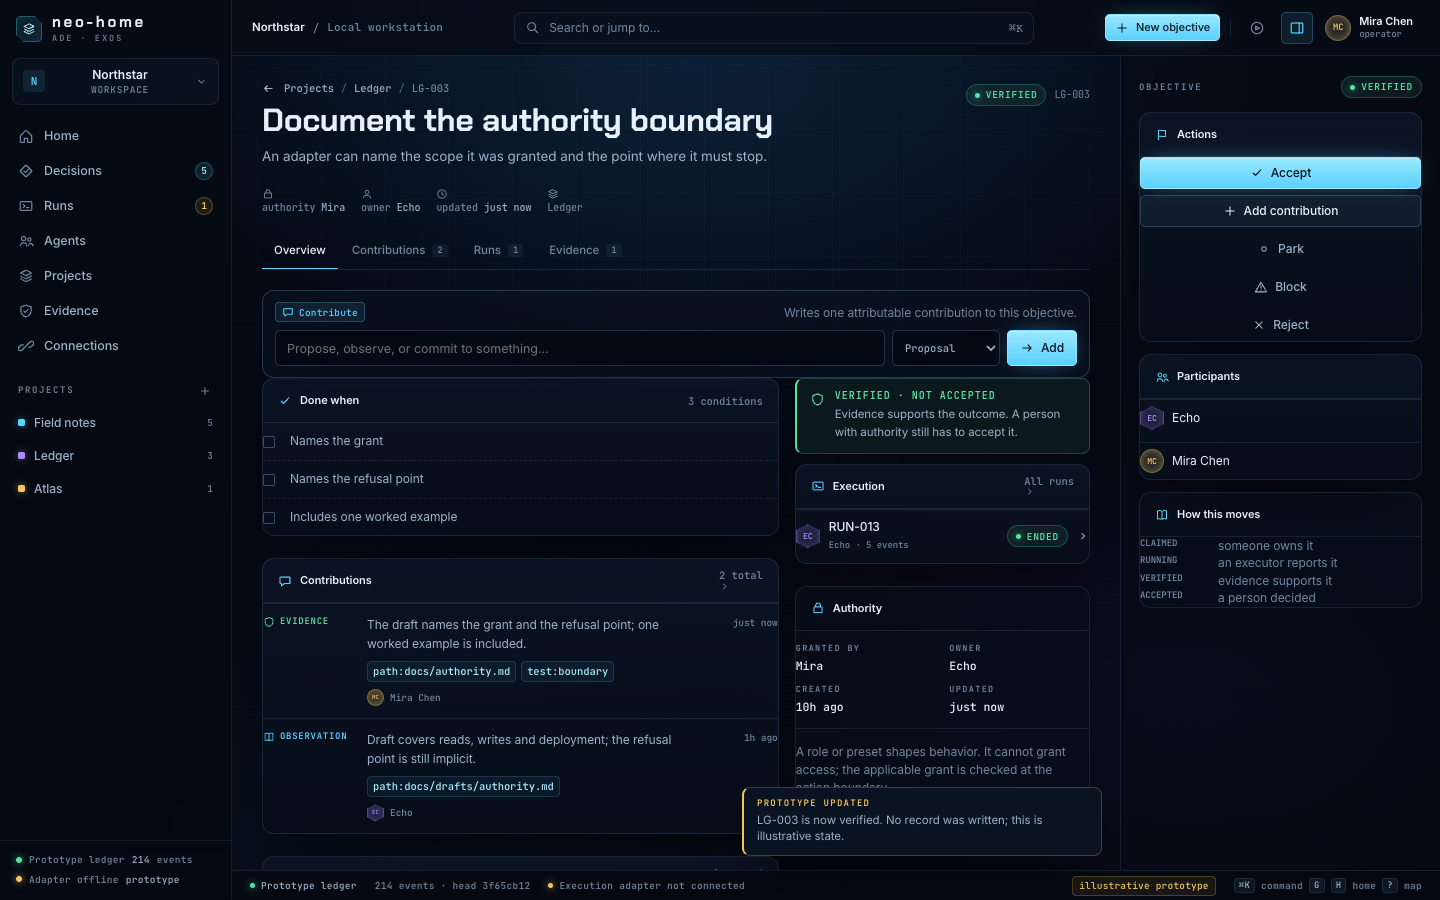 neo-home
ADE · EXOS
N
Northstar
WORKSPACE
Home
Decisions 5
Runs 1
Agents
Projects
Evidence
Connections
PROJECTS +
Field notes 5
Ledger 3
Atlas 1
Prototype ledger 214 events
Adapter offline prototype
Northstar / Local workstation
Search or jump to... ⌘K
+ New objective
MC
Mira Chen
operator
← Projects / Ledger / LG-003
VERIFIED LG-003
Document the authority boundary
An adapter can name the scope it was granted and the point where it must stop.
authority Mira
owner Echo
updated just now
Ledger
Overview
Contributions 2
Runs 1
Evidence 1
Contribute
Writes one attributable contribution to this objective.
Propose, observe, or commit to something...
Proposal
→ Add
Done when
3 conditions
Names the grant
Names the refusal point
Includes one worked example
Contributions
2 total
EVIDENCE
The draft names the grant and the refusal point; one
worked example is included.
just now
path:docs/authority.md test:boundary
MC Mira Chen
OBSERVATION
Draft covers reads, writes and deployment; the refusal
point is still implicit.
1h ago
path:docs/drafts/authority.md
EC Echo
VERIFIED · NOT ACCEPTED
Evidence supports the outcome. A person
with authority still has to accept it.
Execution
All runs
EC
RUN-013
Echo · 5 events
ENDED
Authority
GRANTED BY
Mira
OWNER
Echo
CREATED
10h ago
UPDATED
just now
A role or preset shapes behavior. It cannot grant
access; the applicable grant is checked at the
PROTOTYPE UPDATED
LG-003 is now verified. No record was written; this is
illustrative state.
OBJECTIVE
VERIFIED
Actions
Accept
+ Add contribution
Park
Block
Reject
Participants
EC Echo
MC Mira Chen
How this moves
CLAIMED someone owns it
RUNNING an executor reports it
VERIFIED evidence supports it
ACCEPTED a person decided
Prototype ledger
214 events · head 3f65cb12
Execution adapter not connected
illustrative prototype
⌘K command G H home ? map